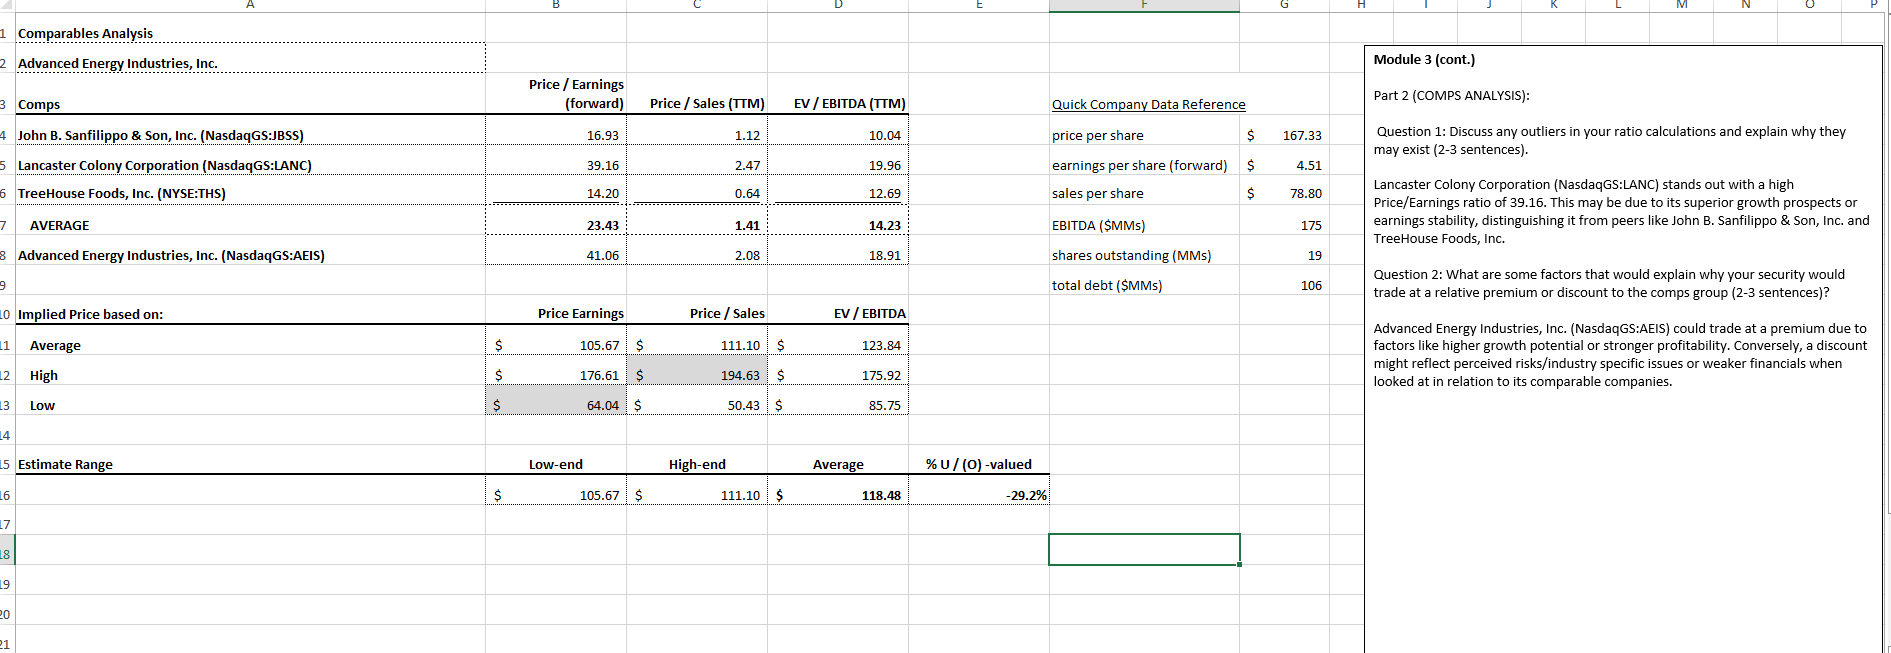 A B C D E F G H I J K L M N O P
1 Comparables Analysis
2 Advanced Energy Industries, Inc.
Price / Earnings
3 Comps (forward) Price / Sales (TTM) EV / EBITDA (TTM) Quick Company Data Reference
4 John B. Sanfilippo & Son, Inc. (NasdaqGS:JBSS) 16.93 1.12 10.04 price per share $ 167.33
5 Lancaster Colony Corporation (NasdaqGS:LANC) 39.16 2.47 19.96 earnings per share (forward) $ 4.51
6 TreeHouse Foods, Inc. (NYSE:THS) 14.20 0.64 12.69 sales per share $ 78.80
7 AVERAGE 23.43 1.41 14.23 EBITDA ($MMs) 175
8 Advanced Energy Industries, Inc. (NasdaqGS:AEIS) 41.06 2.08 18.91 shares outstanding (MMs) 19
9 total debt ($MMs) 106
10 Implied Price based on: Price Earnings Price / Sales EV / EBITDA
11 Average $ 105.67 $ 111.10 $ 123.84
12 High $ 176.61 $ 194.63 $ 175.92
13 Low $ 64.04 $ 50.43 $ 85.75
14
15 Estimate Range Low-end High-end Average % U / (O) -valued
16 $ 105.67 $ 111.10 $ 118.48 -29.2%
17
18
19
20
21
Module 3 (cont.)
Part 2 (COMPS ANALYSIS):
Question 1: Discuss any outliers in your ratio calculations and explain why they
may exist (2-3 sentences).
Lancaster Colony Corporation (NasdaqGS:LANC) stands out with a high
Price/Earnings ratio of 39.16. This may be due to its superior growth prospects or
earnings stability, distinguishing it from peers like John B. Sanfilippo & Son, Inc. and
TreeHouse Foods, Inc.
Question 2: What are some factors that would explain why your security would
trade at a relative premium or discount to the comps group (2-3 sentences)?
Advanced Energy Industries, Inc. (NasdaqGS:AEIS) could trade at a premium due to
factors like higher growth potential or stronger profitability. Conversely, a discount
might reflect perceived risks/industry specific issues or weaker financials when
looked at in relation to its comparable companies.